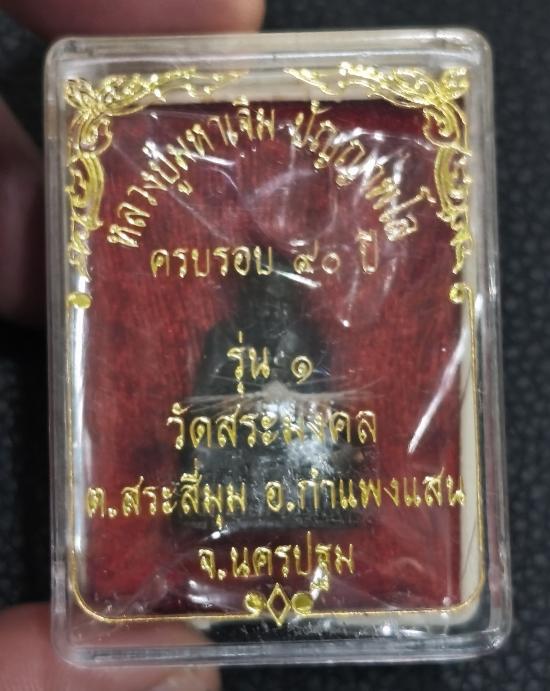 หลวงปู่มหาเจิม ปัญญาพโล
ครบรอบ ๙๐ ปี
รุ่น ๑
วัดสระมงคล
ต.สระสี่มุม อ.กำแพงแสน
จ.นครปฐม